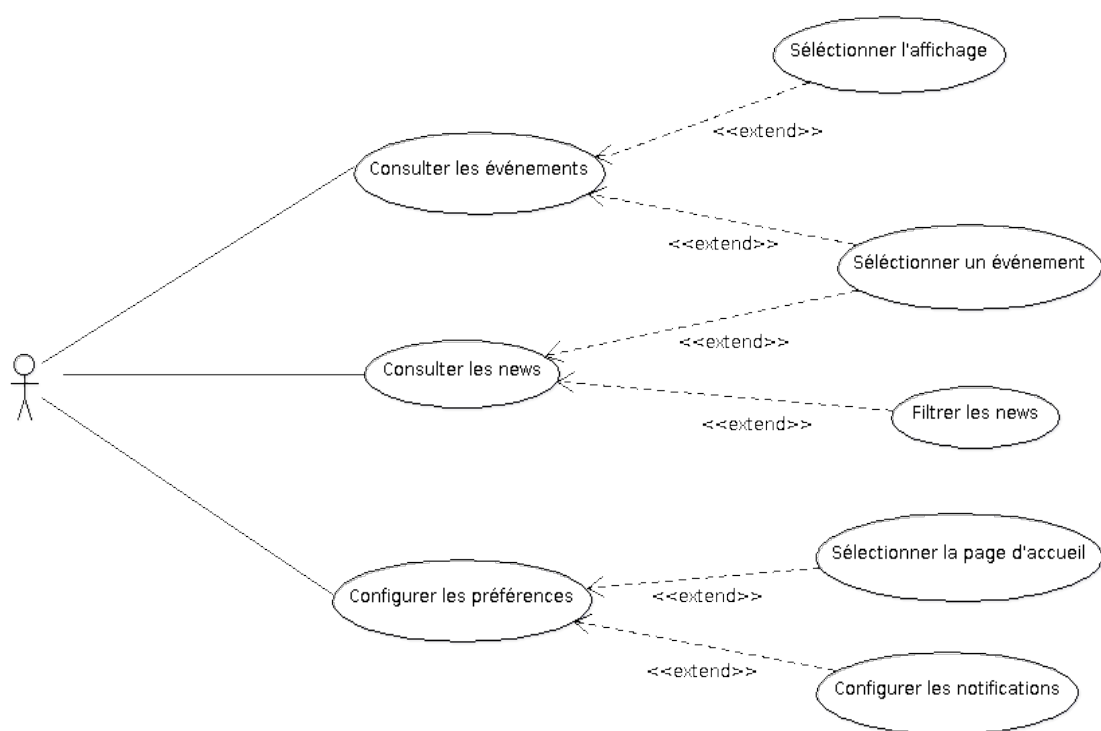 Séléctionner l'affichage
<<extend>>
Consulter les événements
<<extend>>
Séléctionner un événement
<<extend>>
Consulter les news
Filtrer les news
<<extend>>
Sélectionner la page d'accueil
Configurer les préférences
<<extend>>
<<extend>>
Configurer les notifications